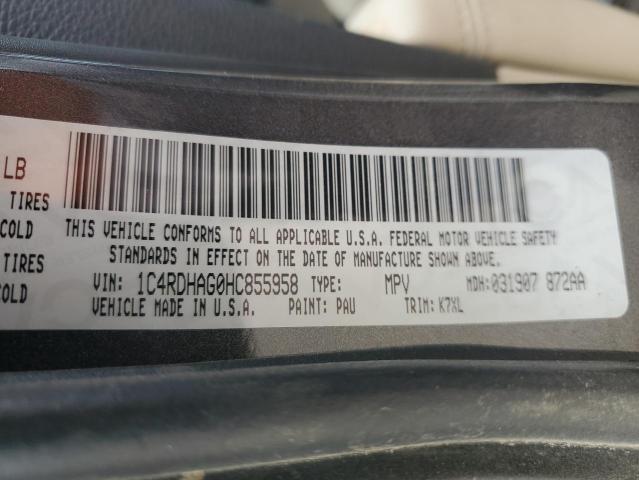 LB
TIRES
COLD
TIRES
COLD
THIS VEHICLE CONFORMS TO ALL APPLICABLE U.S.A. FEDERAL MOTOR VEHICLE SAFETY
STANDARDS IN EFFECT ON THE DATE OF MANUFACTURE SHOWN ABOVE.
VIN: 1C4RDHAG0HC855958 TYPE: MPV MDH:031907 872AA
VEHICLE MADE IN U.S.A. PAINT: PAU TRIM: K7XL